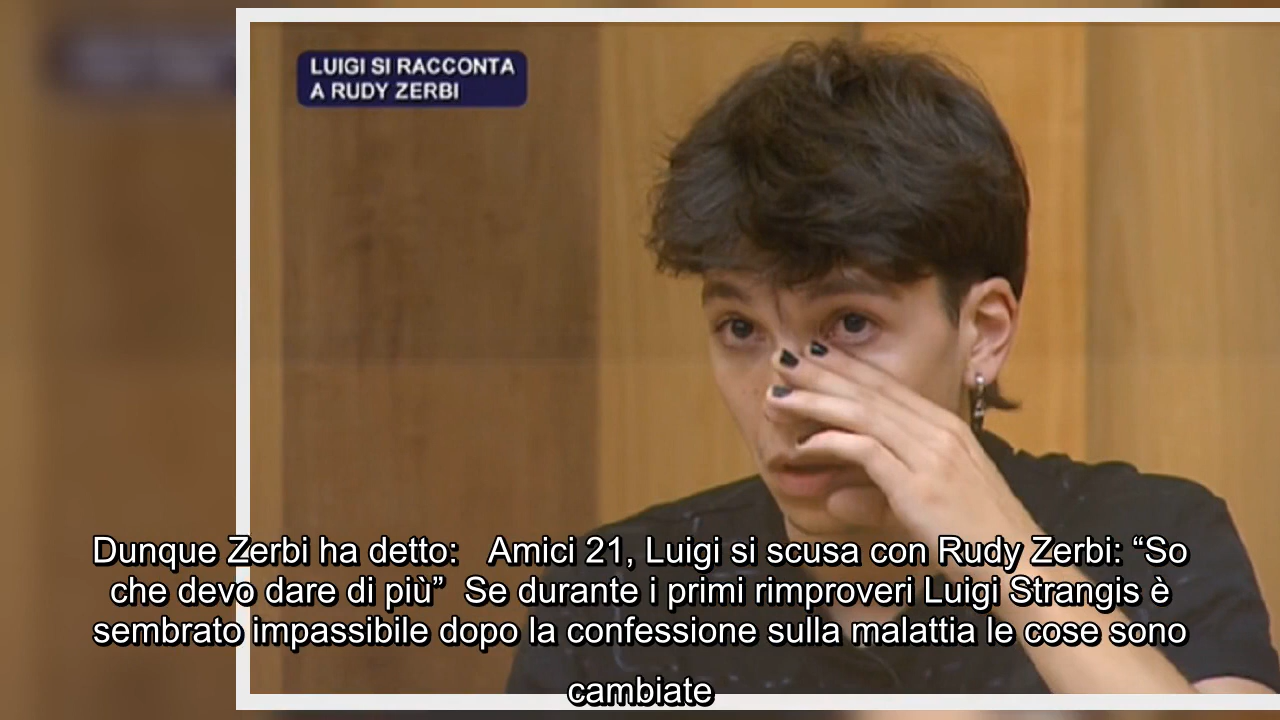 LUIGI SI RACCONTA
A RUDY ZERBI
Dunque Zerbi ha detto:   Amici 21, Luigi si scusa con Rudy Zerbi: “So
che devo dare di più”  Se durante i primi rimproveri Luigi Strangis è
sembrato impassibile dopo la confessione sulla malattia le cose sono
cambiate